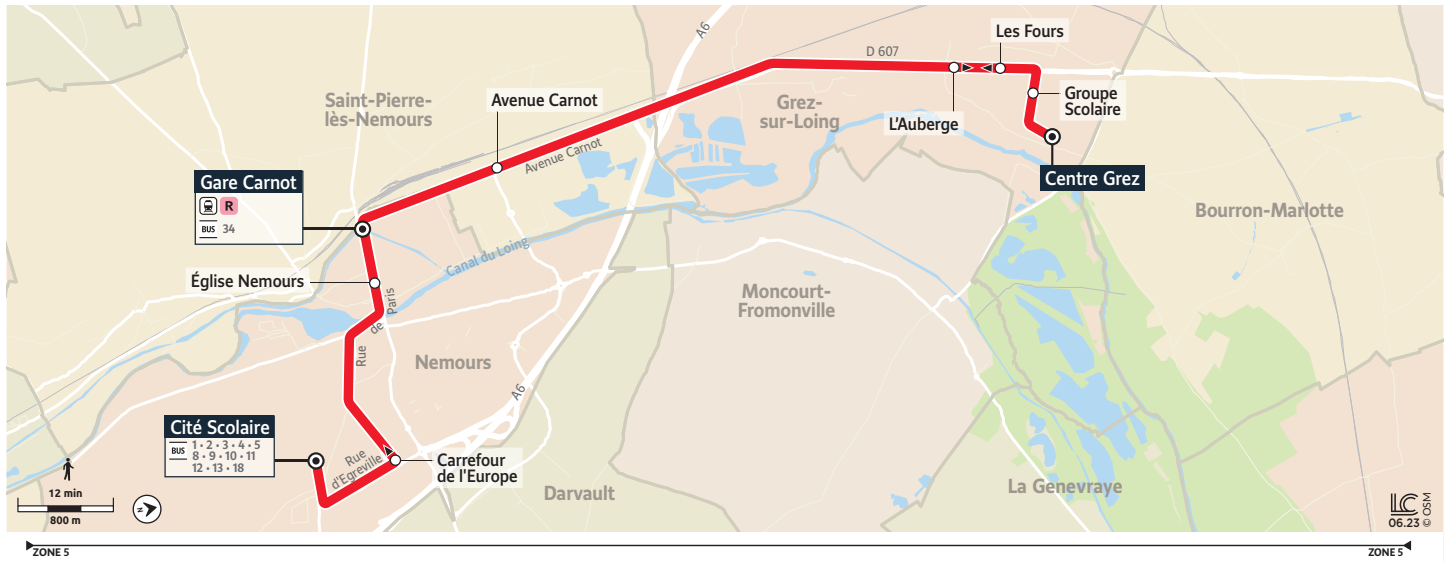 A6
Les Fours
D 607
Saint-Pierre-
lès-Nemours
Avenue Carnot
Grez-
sur-Loing
Groupe
Scolaire
L'Auberge
Avenue Carnot
Gare Carnot
R
BUS 34
Centre Grez
Bourron-Marlotte
Canal du Loing
Église Nemours
Moncourt-
Fromonville
Rue de Paris
Nemours
A6
Cité Scolaire
BUS 1 • 2 • 3 • 4 • 5
8 • 9 • 10 • 11
12 • 13 • 18
Rue
d'Egreville
Carrefour
de l'Europe
Darvault
La Genevraye
12 min
800 m
N
LC
06.23 © OSM
ZONE 5
ZONE 5